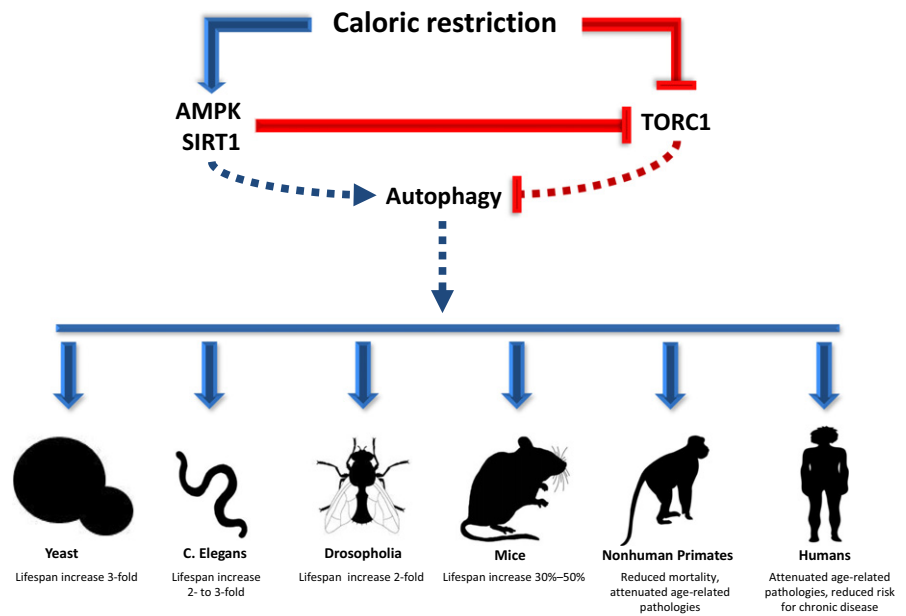 Caloric restriction
AMPK
SIRT1
TORC1
Autophagy
Yeast
Lifespan increase 3-fold
C. Elegans
Lifespan increase
2- to 3-fold
Drosopholia
Lifespan increase 2-fold
Mice
Lifespan increase 30%–50%
Nonhuman Primates
Reduced mortality,
attenuated age-related
pathologies
Humans
Attenuated age-related
pathologies, reduced risk
for chronic disease